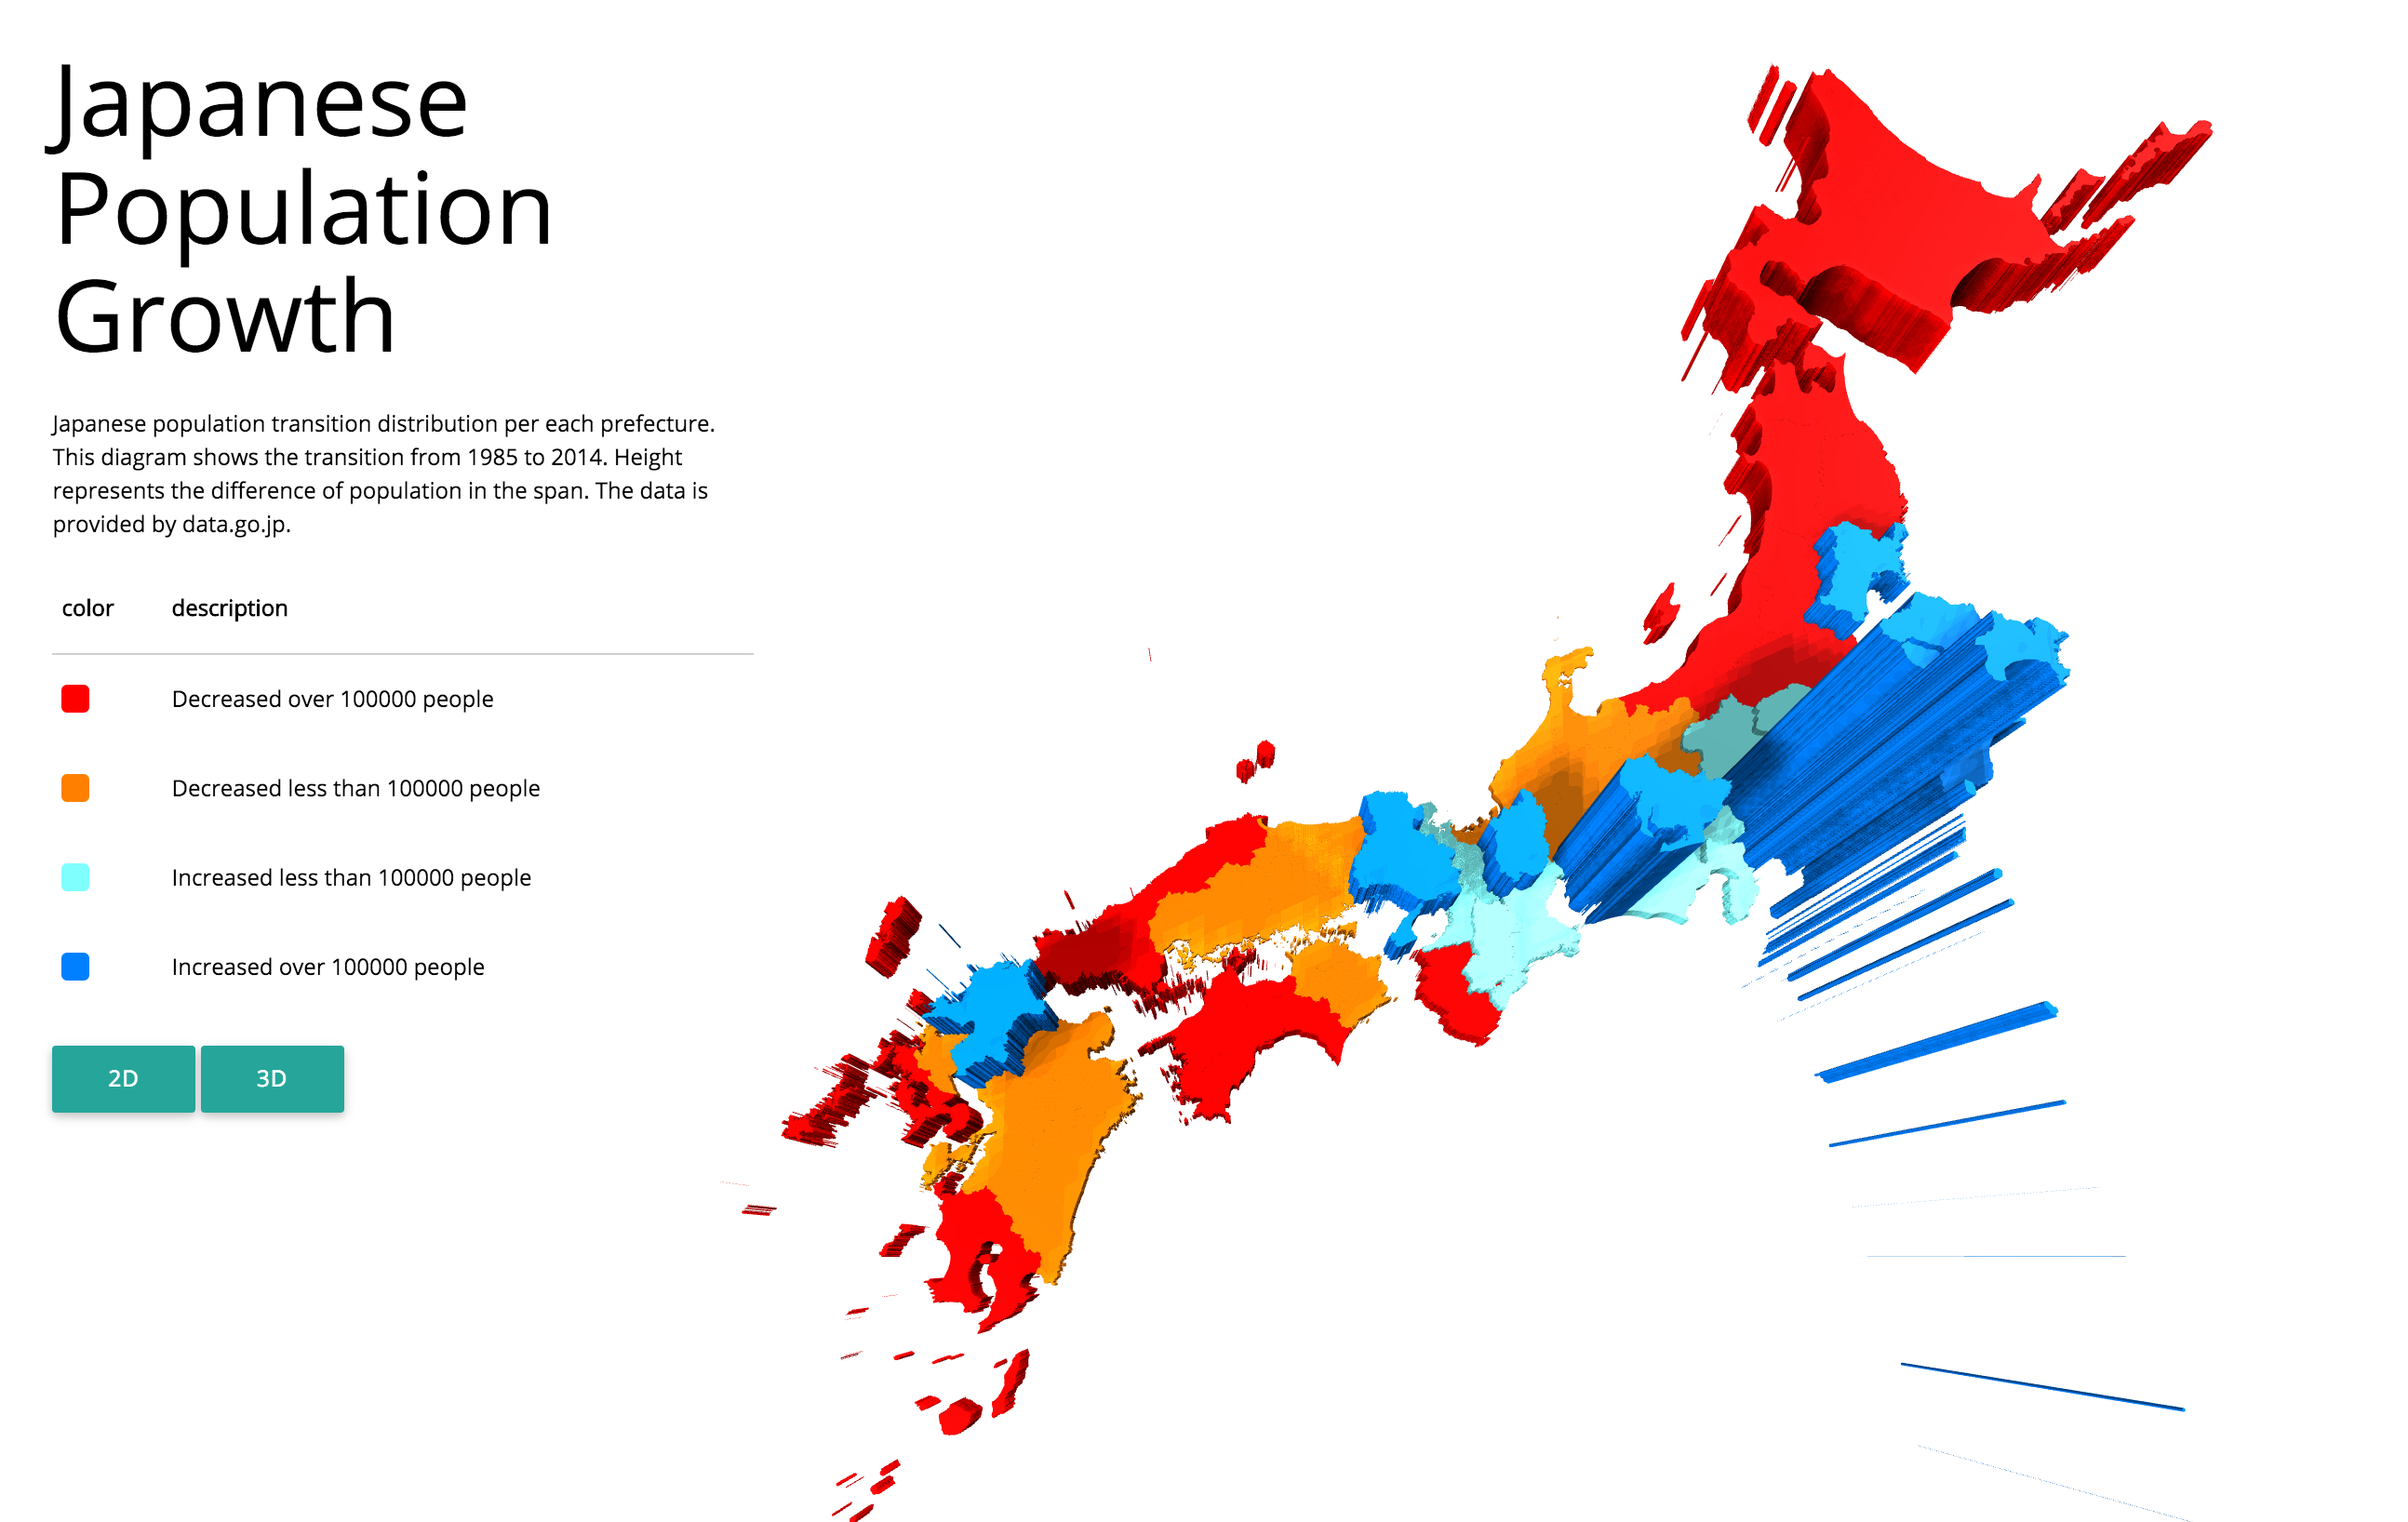 Japanese
Population
Growth
Japanese population transition distribution per each prefecture.
This diagram shows the transition from 1985 to 2014. Height
represents the difference of population in the span. The data is
provided by data.go.jp.
color description
Decreased over 100000 people
Decreased less than 100000 people
Increased less than 100000 people
Increased over 100000 people
2D 3D